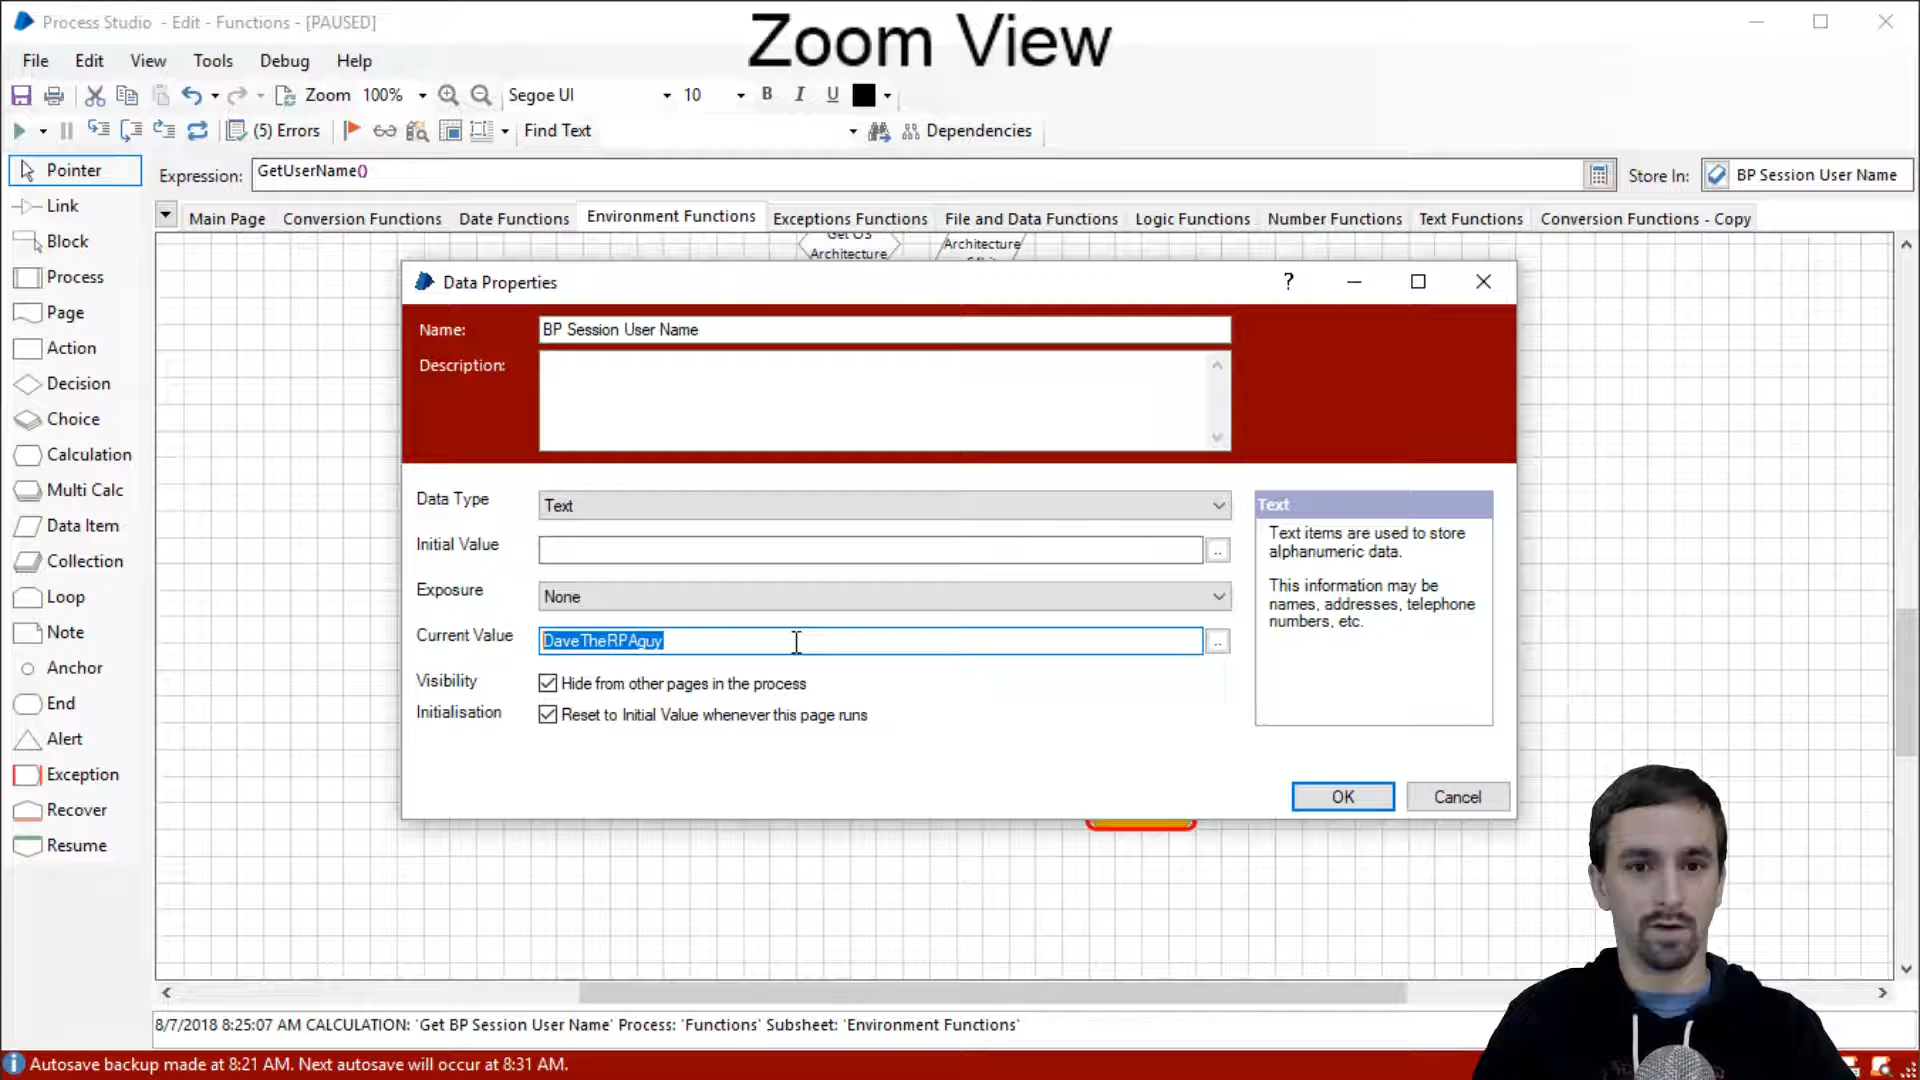 Process Studio - Edit - Functions - [PAUSED]
Zoom View
File Edit View Tools Debug Help
Zoom 100% Segoe UI 10 B I U
(5) Errors Find Text Dependencies
Expression: GetUserName() Store In: BP Session User Name
Main Page Conversion Functions Date Functions Environment Functions Exceptions Functions File and Data Functions Logic Functions Number Functions Text Functions Conversion Functions - Copy
Pointer
Link
Block
Process
Page
Action
Decision
Choice
Calculation
Multi Calc
Data Item
Collection
Loop
Note
Anchor
End
Alert
Exception
Recover
Resume
Get OS
Architecture
Architecture
Data Properties ?
Name: BP Session User Name
Description:
Data Type Text
Initial Value ..
Exposure None
Current Value DaveTheRPAguy ..
Visibility Hide from other pages in the process
Initialisation Reset to Initial Value whenever this page runs
Text
Text items are used to store
alphanumeric data.
This information may be
names, addresses, telephone
numbers, etc.
OK Cancel
8/7/2018 8:25:07 AM CALCULATION: 'Get BP Session User Name' Process: 'Functions' Subsheet: 'Environment Functions'
Autosave backup made at 8:21 AM. Next autosave will occur at 8:31 AM.